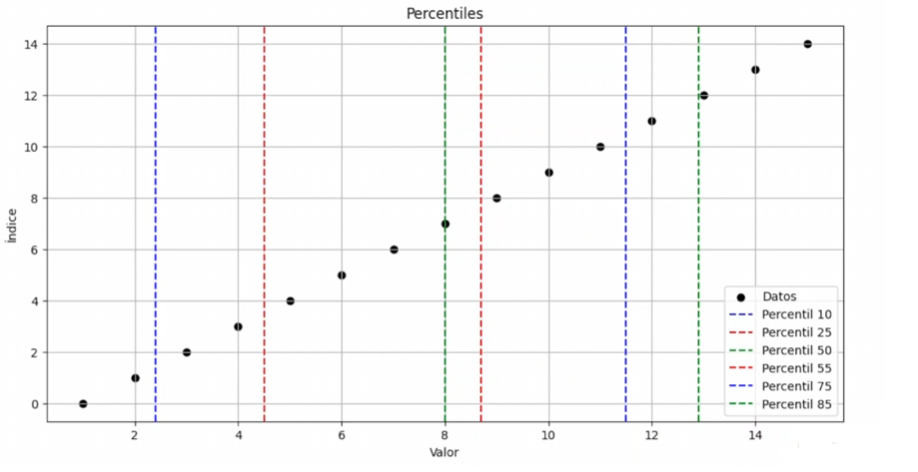 Percentiles
14
12
10
8
6
4
2
0
Índice
2 4 6 8 10 12 14
Valor
Datos
Percentil 10
Percentil 25
Percentil 50
Percentil 55
Percentil 75
Percentil 85